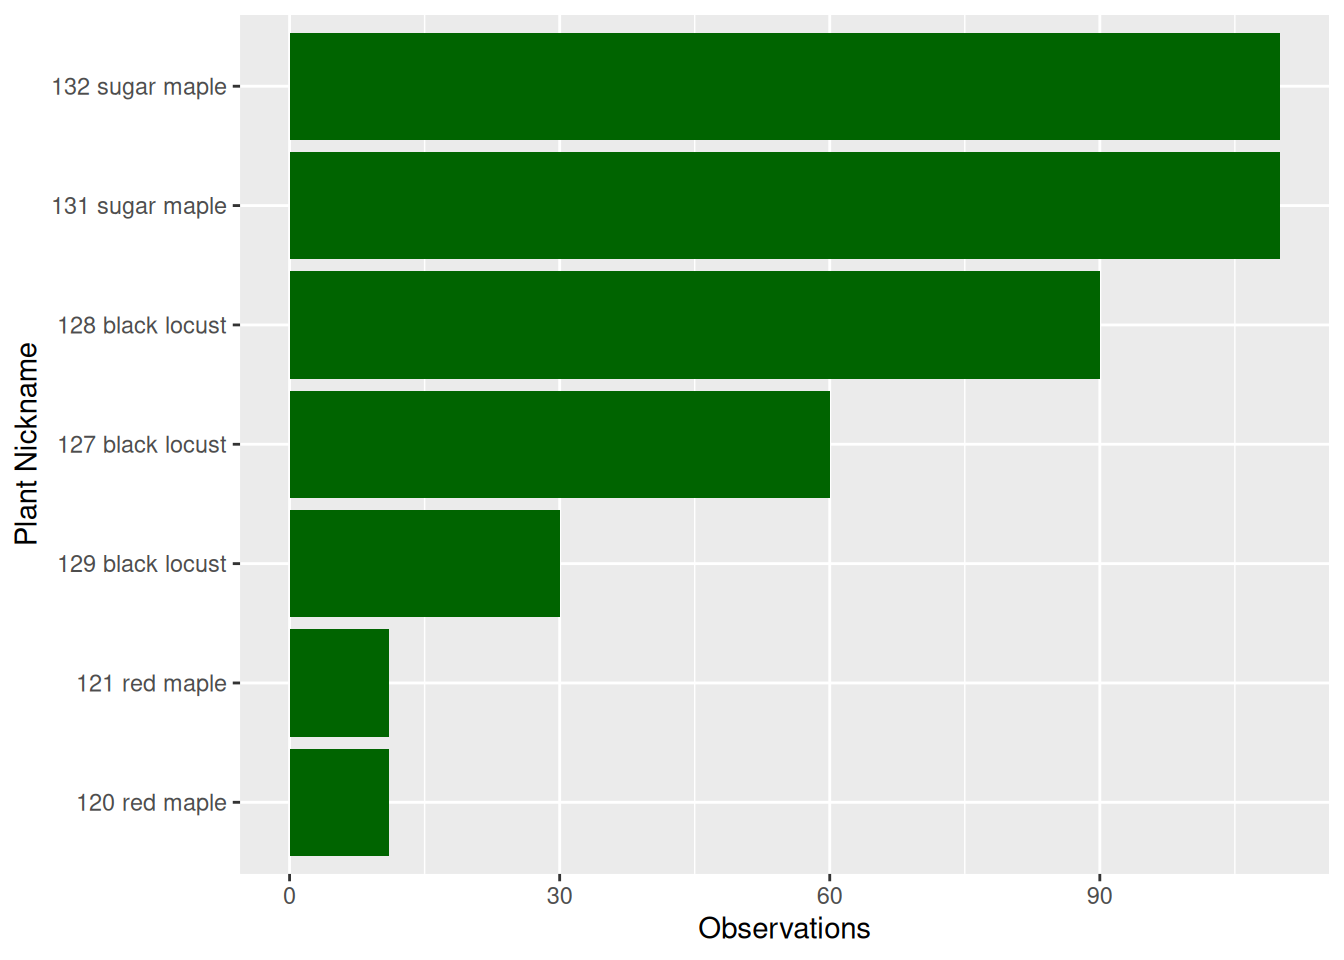 132 sugar maple
131 sugar maple
128 black locust
127 black locust
129 black locust
121 red maple
120 red maple
Plant Nickname
0 30 60 90
Observations